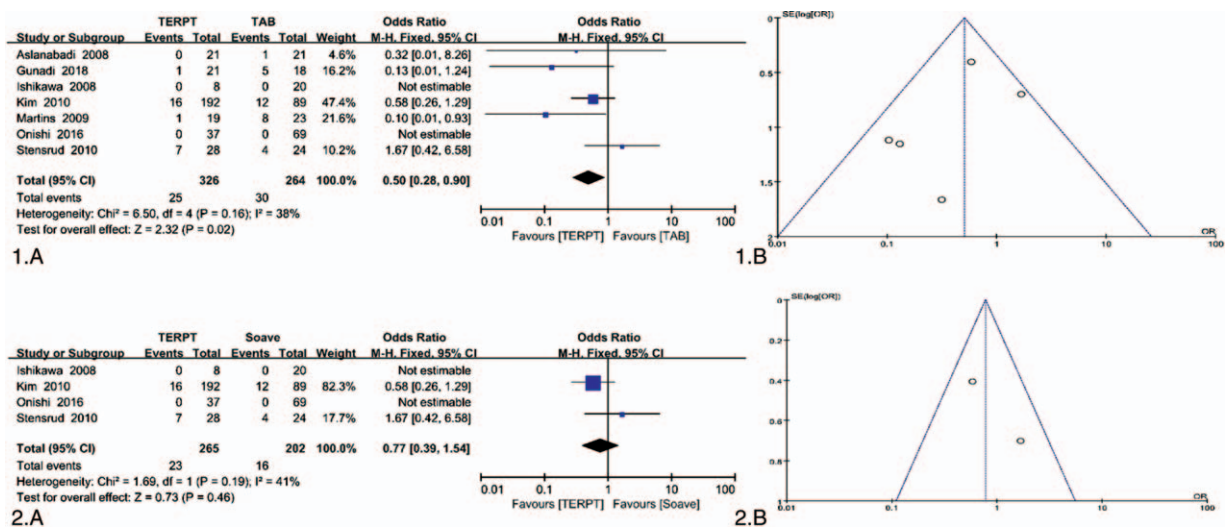 TERPT TAB Odds Ratio Odds Ratio
Study or Subgroup Events Total Events Total Weight M-H. Fixed. 95% CI M-H. Fixed. 95% CI
Aslanabadi 2008 0 21 1 21 4.6% 0.32 [0.01, 8.26]
Gunadi 2018 1 21 5 18 16.2% 0.13 [0.01, 1.24]
Ishikawa 2008 0 8 0 20 Not estimable
Kim 2010 16 192 12 89 47.4% 0.58 [0.26, 1.29]
Martins 2009 1 19 8 23 21.6% 0.10 [0.01, 0.93]
Onishi 2016 0 37 0 69 Not estimable
Stensrud 2010 7 28 4 24 10.2% 1.67 [0.42, 6.58]
Total (95% CI) 326 264 100.0% 0.50 [0.28, 0.90]
Total events 25 30
Heterogeneity: Chi² = 6.50, df = 4 (P = 0.16); I² = 38%
Test for overall effect: Z = 2.32 (P = 0.02)
0.01 0.1 1 10 100
Favours [TERPT] Favours [TAB]
1.A
SE(log[OR])
0
0.5
1
1.5
2
0.01 0.1 1 10 100
OR
1.B
TERPT Soave Odds Ratio Odds Ratio
Study or Subgroup Events Total Events Total Weight M-H. Fixed. 95% CI M-H. Fixed. 95% CI
Ishikawa 2008 0 8 0 20 Not estimable
Kim 2010 16 192 12 89 82.3% 0.58 [0.26, 1.29]
Onishi 2016 0 37 0 69 Not estimable
Stensrud 2010 7 28 4 24 17.7% 1.67 [0.42, 6.58]
Total (95% CI) 265 202 100.0% 0.77 [0.39, 1.54]
Total events 23 16
Heterogeneity: Chi² = 1.69, df = 1 (P = 0.19); I² = 41%
Test for overall effect: Z = 0.73 (P = 0.46)
0.01 0.1 1 10 100
Favours [TERPT] Favours [Soave]
2.A
SE(log[OR])
0
0.2
0.4
0.6
0.8
1
0.01 0.1 1 10 100
OR
2.B